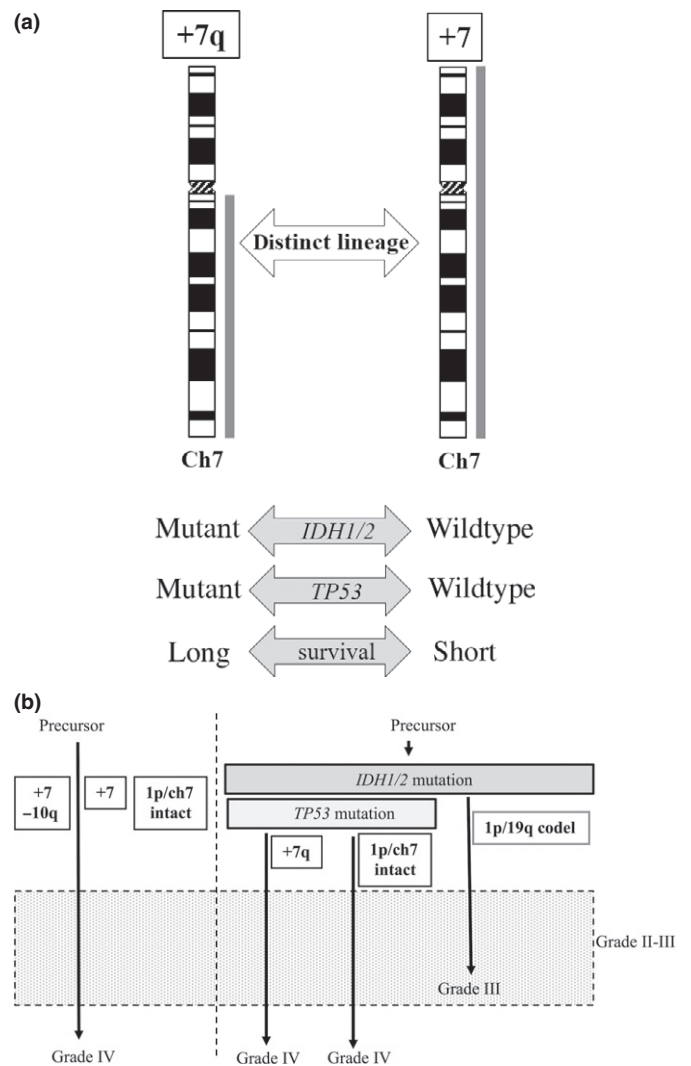 (a)
+7q
+7
Distinct lineage
Ch7
Ch7
Mutant IDH1/2 Wildtype
Mutant TP53 Wildtype
Long survival Short
(b)
Precursor
Precursor
+7
–10q
+7
1p/ch7
intact
IDH1/2 mutation
TP53 mutation
1p/19q codel
+7q
1p/ch7
intact
Grade II-III
Grade III
Grade IV
Grade IV
Grade IV